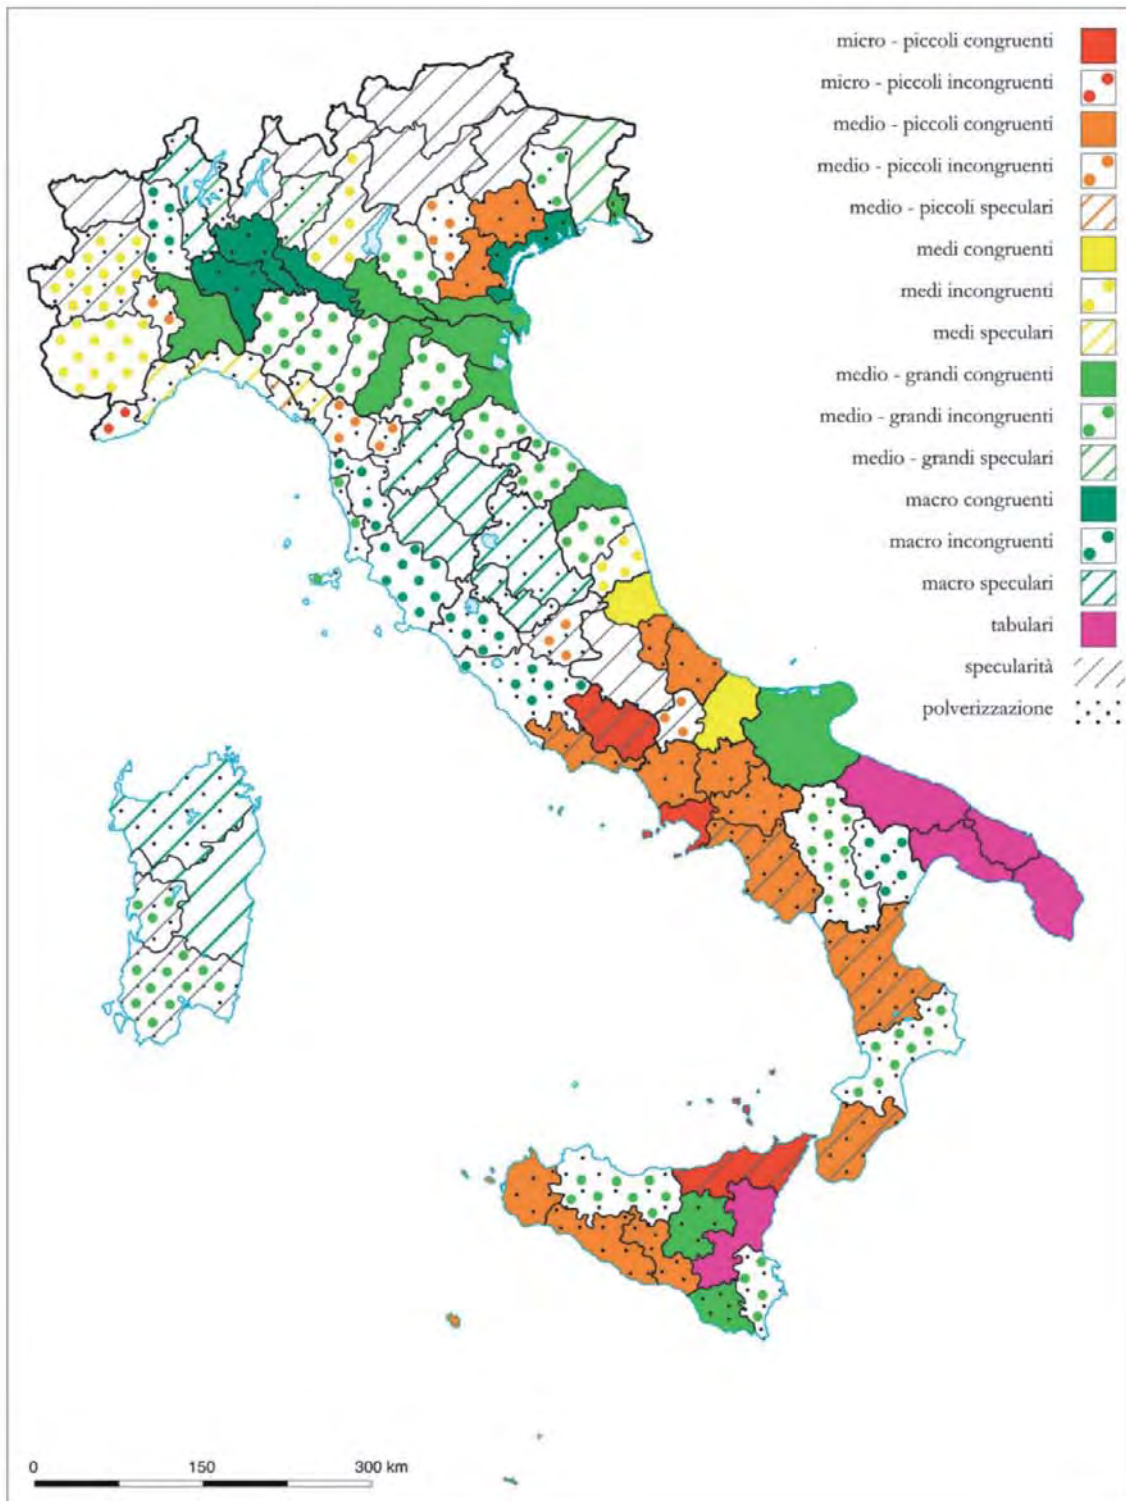 micro - piccoli congruenti
micro - piccoli incongruenti
medio - piccoli congruenti
medio - piccoli incongruenti
medio - piccoli speculari
medi congruenti
medi incongruenti
medi speculari
medio - grandi congruenti
medio - grandi incongruenti
medio - grandi speculari
macro congruenti
macro incongruenti
macro speculari
tabulari
specularità
polverizzazione
0 150 300 km